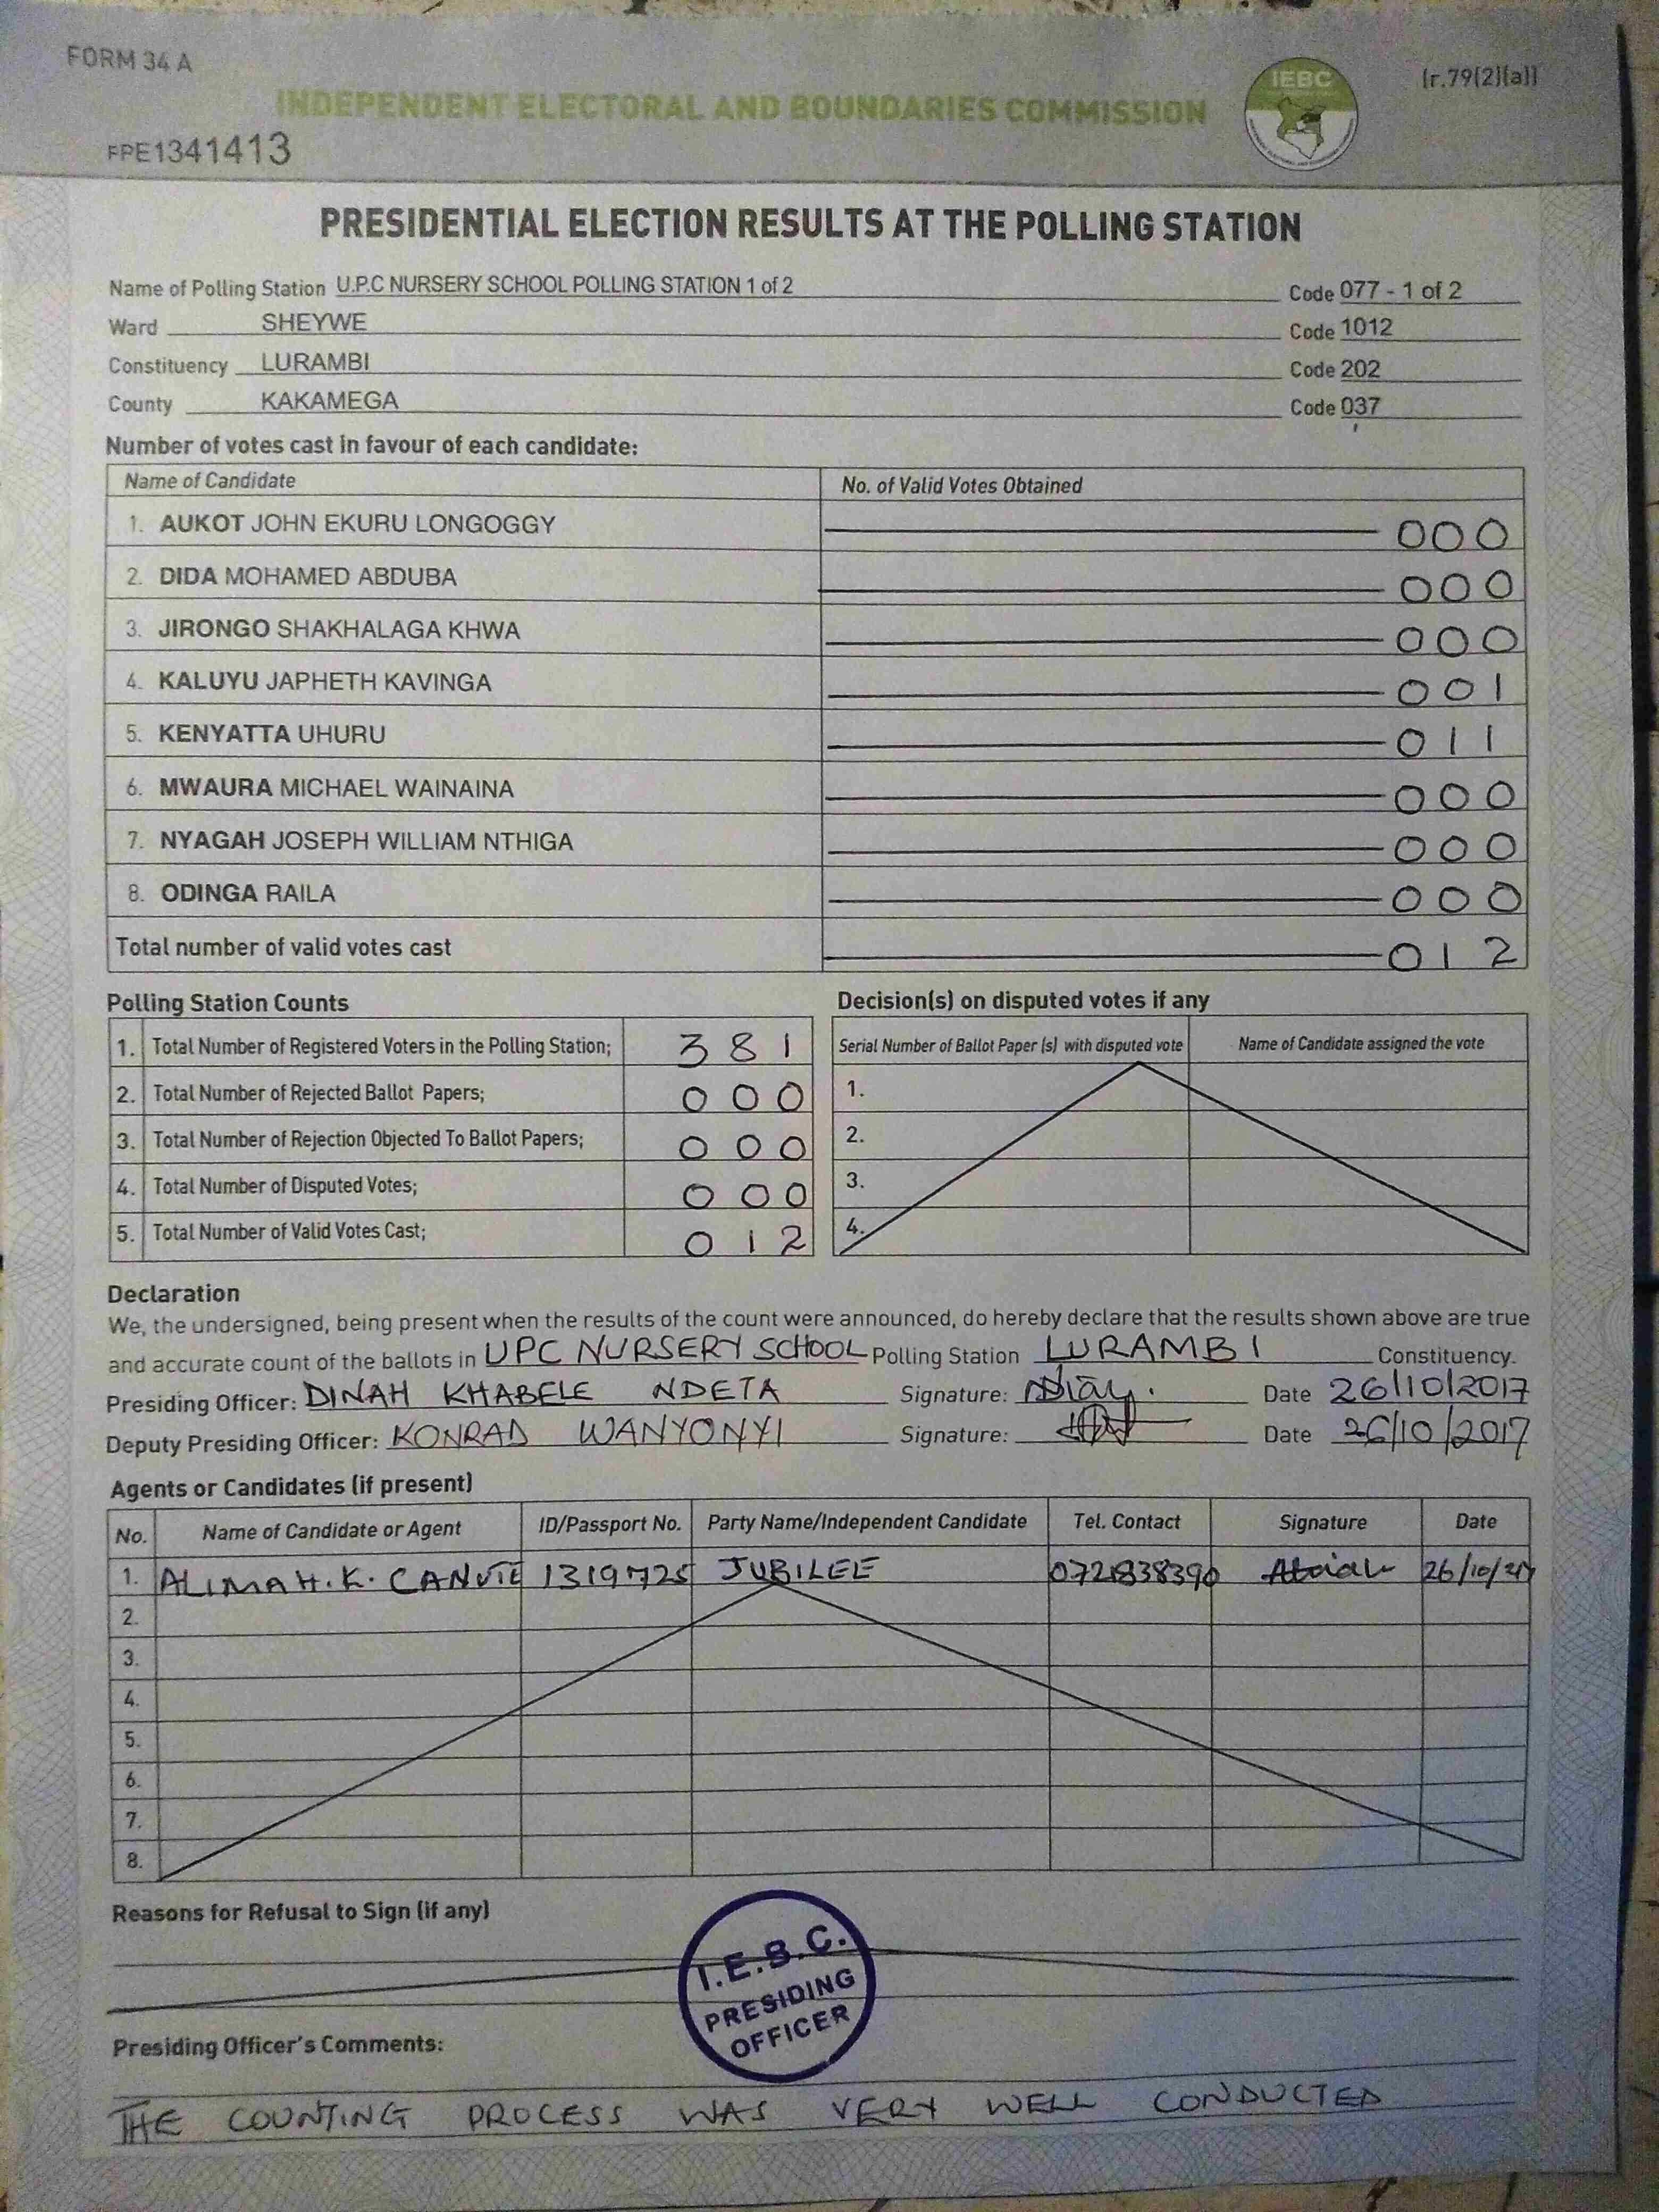 FORM 34 A
IEBC
(r.79(2)(a))
INDEPENDENT ELECTORAL AND BOUNDARIES COMMISSION
FPE1341413
PRESIDENTIAL ELECTION RESULTS AT THE POLLING STATION
Name of Polling Station U.P.C NURSERY SCHOOL POLLING STATION 1 of 2 Code 077 - 1 of 2
Ward SHEYWE Code 1012
Constituency LURAMBI Code 202
County KAKAMEGA Code 037
Number of votes cast in favour of each candidate:
Name of Candidate No. of Valid Votes Obtained
1. AUKOT JOHN EKURU LONGOGGY 000
2. DIDA MOHAMED ABDUBA 000
3. JIRONGO SHAKHALAGA KHWA 000
4. KALUYU JAPHETH KAVINGA 001
5. KENYATTA UHURU 011
6. MWAURA MICHAEL WAINAINA 000
7. NYAGAH JOSEPH WILLIAM NTHIGA 000
8. ODINGA RAILA 000
Total number of valid votes cast 012
Polling Station Counts
1. Total Number of Registered Voters in the Polling Station; 381
2. Total Number of Rejected Ballot Papers; 000
3. Total Number of Rejection Objected To Ballot Papers; 000
4. Total Number of Disputed Votes; 000
5. Total Number of Valid Votes Cast; 012
Decision(s) on disputed votes if any
Serial Number of Ballot Paper (s) with disputed vote Name of Candidate assigned the vote
1.
2.
3.
4.
Declaration
We, the undersigned, being present when the results of the count were announced, do hereby declare that the results shown above are true
and accurate count of the ballots in UPC NURSERY SCHOOL Polling Station LURAMBI Constituency.
Presiding Officer: DINAH KHABELE NDETA Signature: Date 26/10/2017
Deputy Presiding Officer: KONRAD WANYONYI Signature: Date 26/10/2017
Agents or Candidates (if present)
No. Name of Candidate or Agent ID/Passport No. Party Name/Independent Candidate Tel. Contact Signature Date
1. ALIMA H. K. CANUTE 1319725 JUBILEE 0721838390 26/10/
2.
3.
4.
5.
6.
7.
8.
Reasons for Refusal to Sign (if any)
I.E.B.C.
PRESIDING
OFFICER
Presiding Officer's Comments:
THE COUNTING PROCESS WAS VERY WELL CONDUCTED